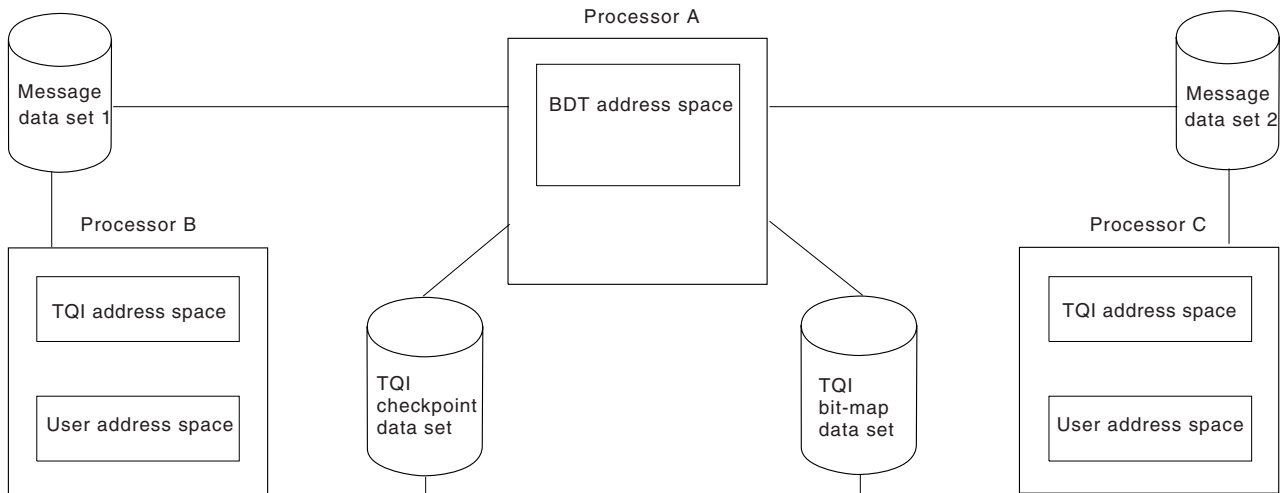 Processor A
Message
data set 1
BDT address space
Message
data set 2
Processor B
Processor C
TQI address space
User address space
TQI
checkpoint
data set
TQI
bit-map
data set
TQI address space
User address space